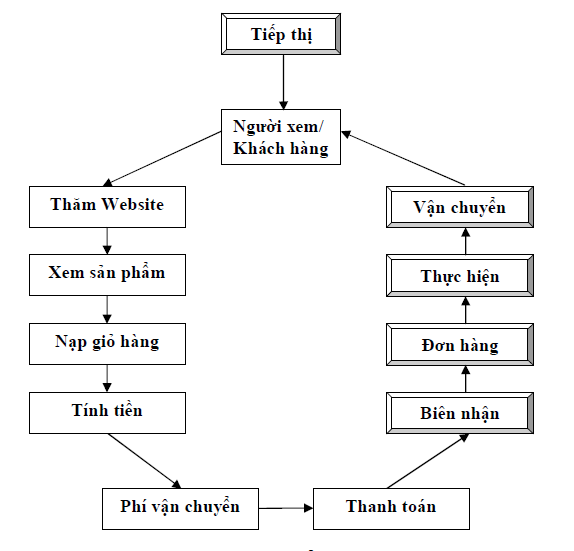 Tiếp thị
Người xem/
Khách hàng
Thăm Website
Xem sản phẩm
Nạp giỏ hàng
Tính tiền
Phí vận chuyển
Thanh toán
Biên nhận
Đơn hàng
Thực hiện
Vận chuyển